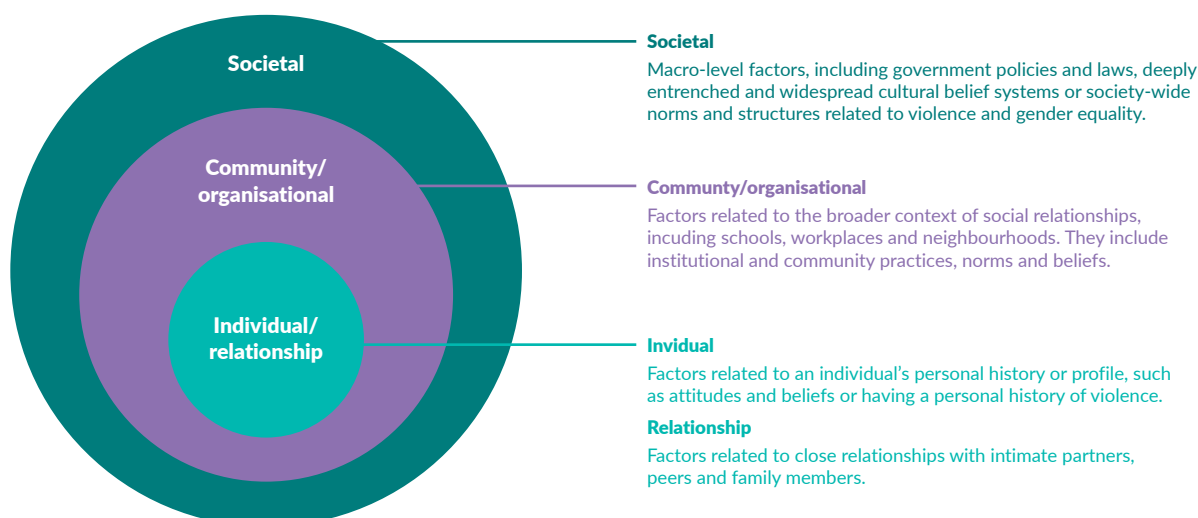 Societal
Community/
organisational
Individual/
relationship
Societal
Macro-level factors, including government policies and laws, deeply
entrenched and widespread cultural belief systems or society-wide
norms and structures related to violence and gender equality.
Communty/organisational
Factors related to the broader context of social relationships,
incuding schools, workplaces and neighbourhoods. They include
institutional and community practices, norms and beliefs.
Invidual
Factors related to an individual’s personal history or profile, such
as attitudes and beliefs or having a personal history of violence.
Relationship
Factors related to close relationships with intimate partners,
peers and family members.